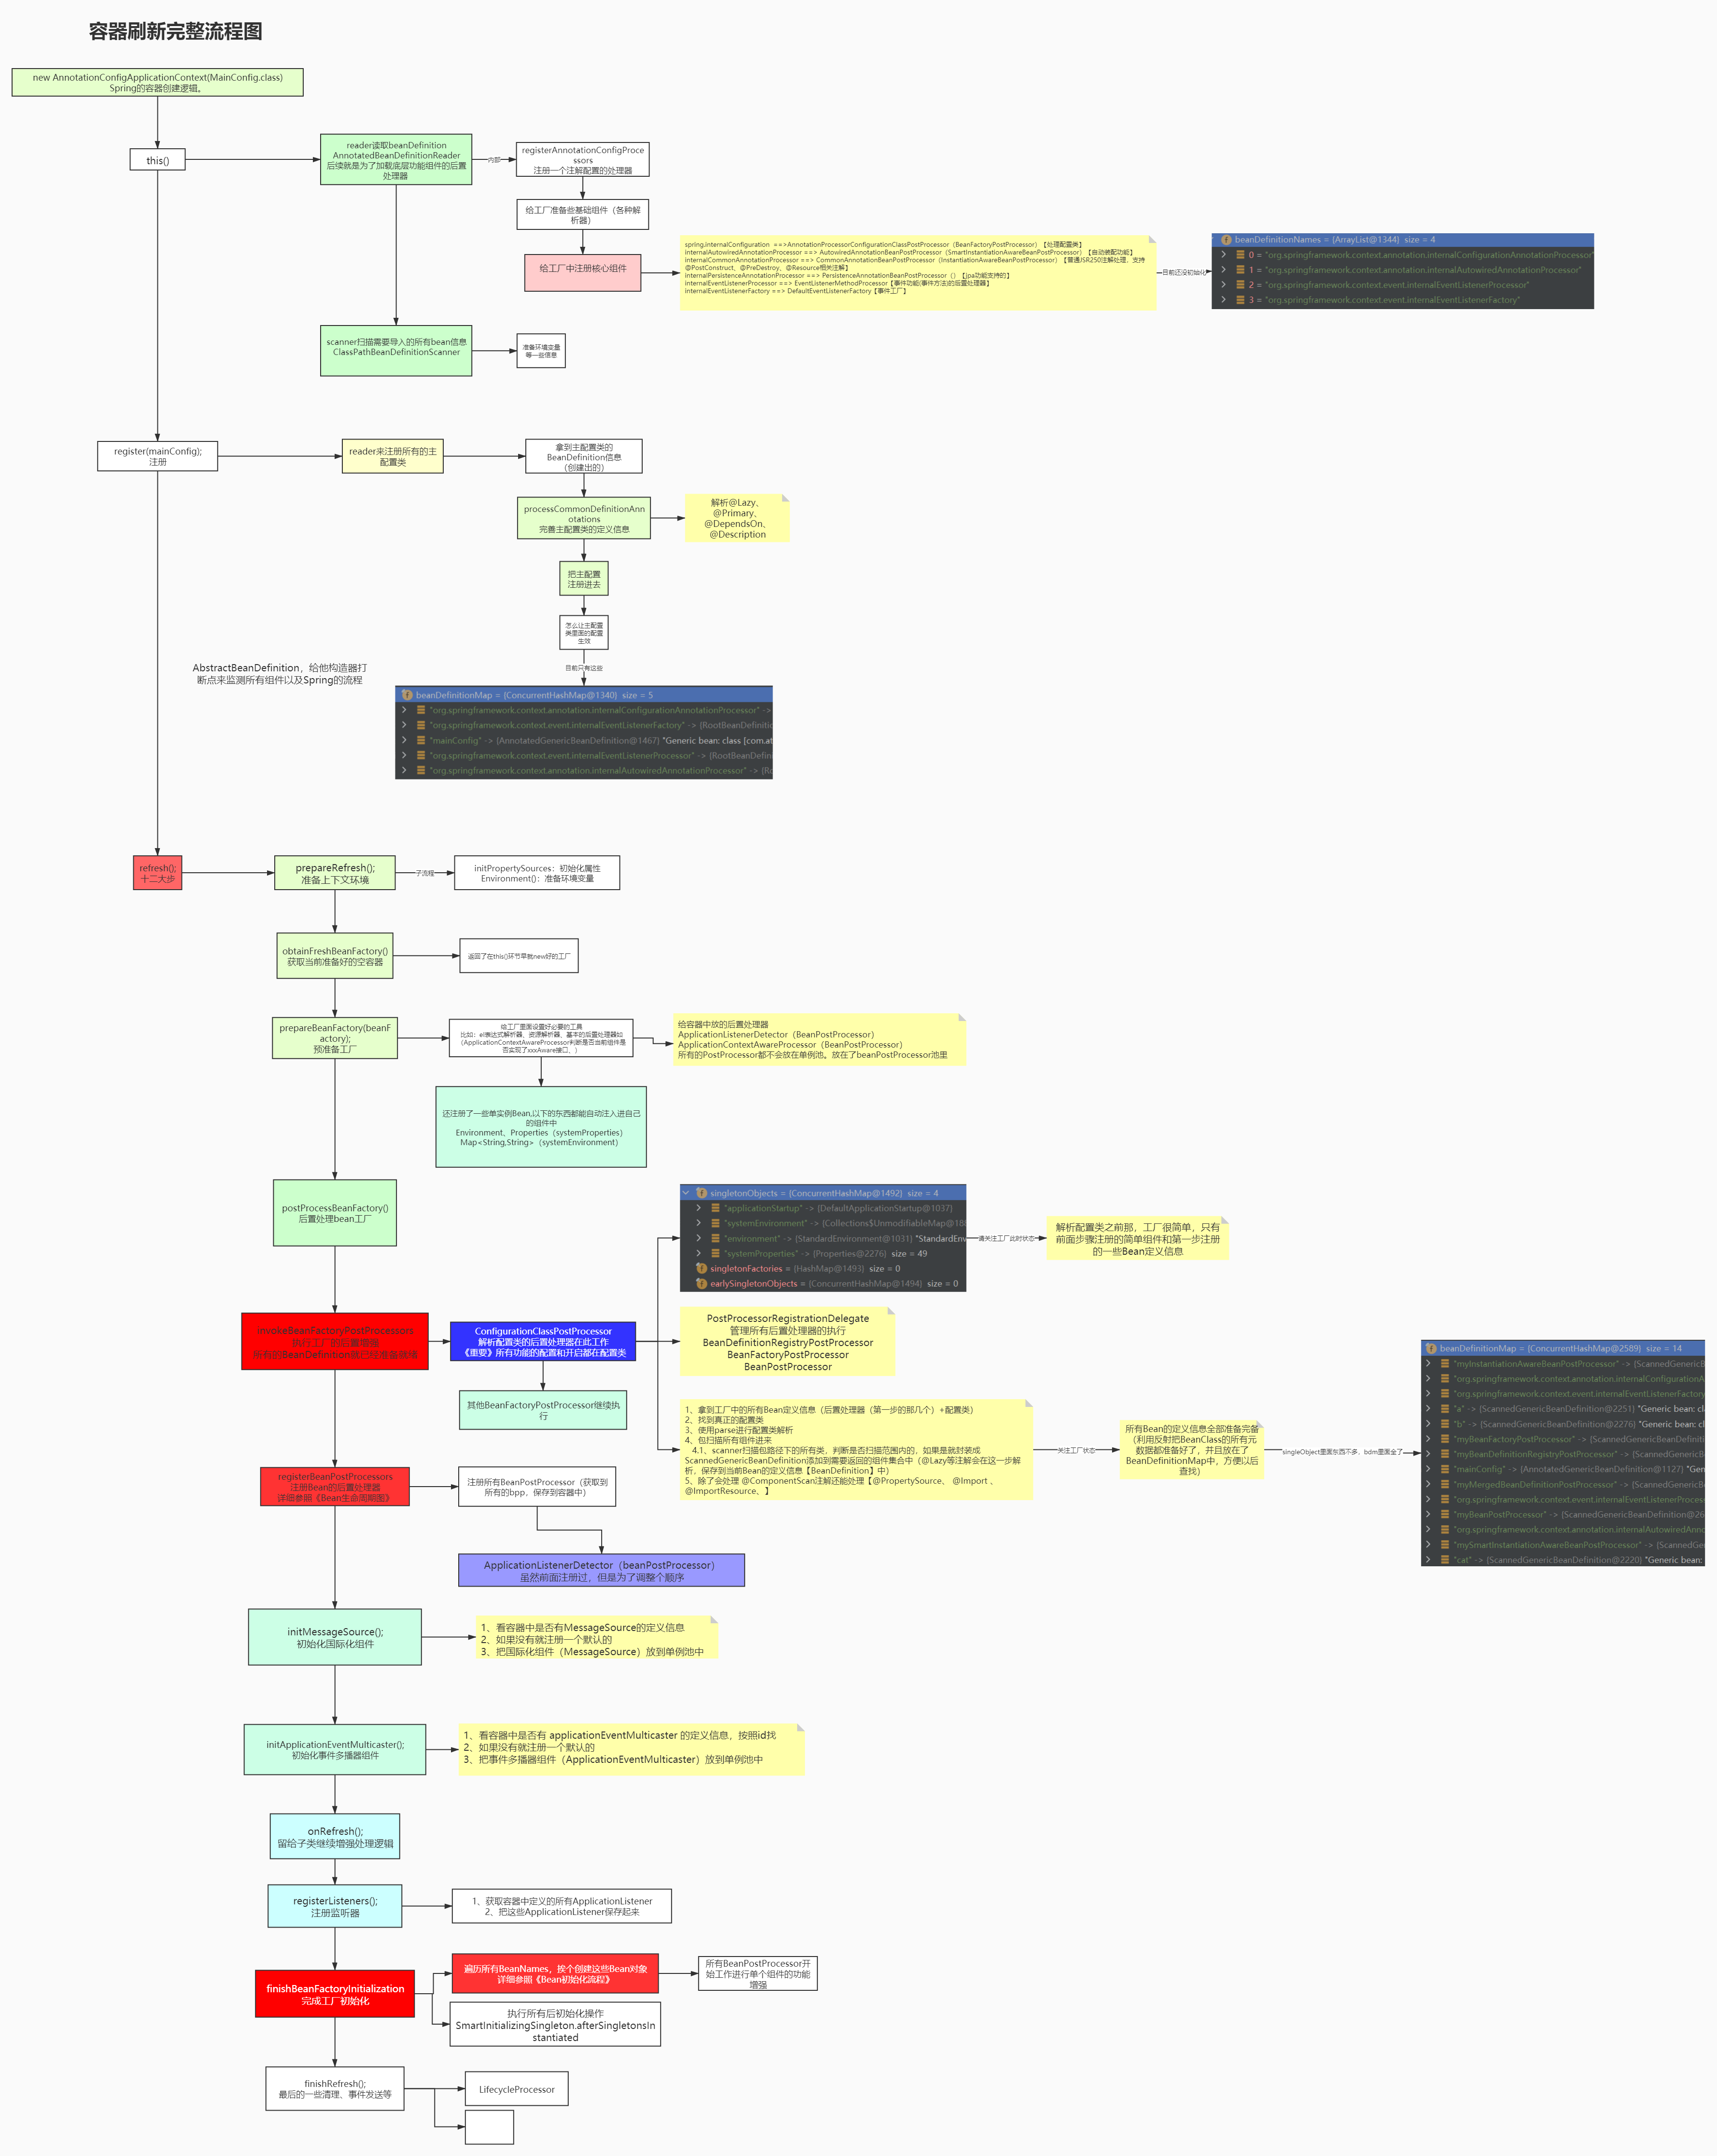 容器刷新完整流程图
new AnnotationConfigApplicationContext(MainConfig.class)
Spring的容器创建逻辑。
this()
reader读取beanDefinition
AnnotatedBeanDefinitionReader
后续就是为了加载底层功能组件的后置
处理器
内部
registerAnnotationConfigProce
ssors
注册一个注解配置的处理器
给工厂准备些基础组件（各种解
析器）
给工厂中注册核心组件
spring.internalConfiguration ==>AnnotationProcessorConfigurationClassPostProcessor（BeanFactoryPostProcessor）【处理配置类】
internalAutowiredAnnotationProcessor ==> AutowiredAnnotationBeanPostProcessor（SmartInstantiationAwareBeanPostProcessor）【自动装配功能】
internalCommonAnnotationProcessor ==> CommonAnnotationBeanPostProcessor（InstantiationAwareBeanPostProcessor）【普通JSR250注解处理，支持
@PostConstruct、@PreDestroy、@Resource相关注解】
internalPersistenceAnnotationProcessor ==> PersistenceAnnotationBeanPostProcessor（）【jpa功能支持的】
internalEventListenerProcessor ==> EventListenerMethodProcessor【事件功能(事件方法)的后置处理器】
internalEventListenerFactory ==> DefaultEventListenerFactory【事件工厂】
目前还没初始化
beanDefinitionNames = {ArrayList@1344} size = 4
0 = "org.springframework.context.annotation.internalConfigurationAnnotationProcessor"
1 = "org.springframework.context.annotation.internalAutowiredAnnotationProcessor"
2 = "org.springframework.context.event.internalEventListenerProcessor"
3 = "org.springframework.context.event.internalEventListenerFactory"
scanner扫描需要导入的所有bean信息
ClassPathBeanDefinitionScanner
准备环境变量
等一些信息
register(mainConfig);
注册
reader来注册所有的主
配置类
拿到主配置类的
BeanDefinition信息
（创建出的）
processCommonDefinitionAnn
otations
完善主配置类的定义信息
解析@Lazy、
@Primary、
@DependsOn、
@Description
把主配置
注册进去
怎么让主配置
类里面的配置
生效
目前只有这些
AbstractBeanDefinition，给他构造器打
断点来监测所有组件以及Spring的流程
beanDefinitionMap = {ConcurrentHashMap@1340} size = 5
"org.springframework.context.annotation.internalConfigurationAnnotationProcessor" ->
"org.springframework.context.event.internalEventListenerFactory" -> {RootBeanDefinitio
"mainConfig" -> {AnnotatedGenericBeanDefinition@1467} "Generic bean: class [com.at
"org.springframework.context.event.internalEventListenerProcessor" -> {RootBeanDefin
"org.springframework.context.annotation.internalAutowiredAnnotationProcessor" -> {Ro
refresh();
十二大步
prepareRefresh();
准备上下文环境
子流程
initPropertySources：初始化属性
Environment()：准备环境变量
obtainFreshBeanFactory()
获取当前准备好的空容器
返回了在this()环节早就new好的工厂
prepareBeanFactory(beanF
actory);
预准备工厂
给工厂里面设置好必要的工具
比如：el表达式解析器、资源解析器、基本的后置处理器如
（ApplicationContextAwareProcessor判断是否当前组件是
否实现了xxxAware接口，）
给容器中放的后置处理器
ApplicationListenerDetector（BeanPostProcessor）
ApplicationContextAwareProcessor（BeanPostProcessor）
所有的PostProcessor都不会放在单例池。放在了beanPostProcessor池里
还注册了一些单实例Bean,以下的东西都能自动注入进自己
的组件中
Environment、Properties（systemProperties）
Map<String,String>（systemEnvironment）
postProcessBeanFactory()
后置处理bean工厂
singletonObjects = {ConcurrentHashMap@1492} size = 4
"applicationStartup" -> {DefaultApplicationStartup@1037}
"systemEnvironment" -> {Collections$UnmodifiableMap@188
"environment" -> {StandardEnvironment@1031} "StandardEnv
"systemProperties" -> {Properties@2276} size = 49
singletonFactories = {HashMap@1493} size = 0
earlySingletonObjects = {ConcurrentHashMap@1494} size = 0
请关注工厂此时状态
解析配置类之前那，工厂很简单，只有
前面步骤注册的简单组件和第一步注册
的一些Bean定义信息
invokeBeanFactoryPostProcessors
执行工厂的后置增强
所有的BeanDefinition就已经准备就绪
ConfigurationClassPostProcessor
解析配置类的后置处理器在此工作
《重要》所有功能的配置和开启都在配置类
PostProcessorRegistrationDelegate
管理所有后置处理器的执行
BeanDefinitionRegistryPostProcessor
BeanFactoryPostProcessor
BeanPostProcessor
其他BeanFactoryPostProcessor继续执
行
1、拿到工厂中的所有Bean定义信息（后置处理器（第一步的那几个）+配置类）
2、找到真正的配置类
3、使用parse进行配置类解析
4、包扫描所有组件进来
4.1、scanner扫描包路径下的所有类，判断是否扫描范围内的，如果是就封装成
ScannedGenericBeanDefinition添加到需要返回的组件集合中（@Lazy等注解会在这一步解
析，保存到当前Bean的定义信息【BeanDefinition】中）
5、除了会处理 @ComponentScan注解还能处理【@PropertySource、 @Import 、
@ImportResource、】
关注工厂状态
所有Bean的定义信息全部准备完备
（利用反射把BeanClass的所有元
数据都准备好了，并且放在了
BeanDefinitionMap中，方便以后
查找）
singleObject里面东西不多，bdm里面全了
beanDefinitionMap = {ConcurrentHashMap@2589} size = 14
"myInstantiationAwareBeanPostProcessor" -> {ScannedGenericB
"org.springframework.context.annotation.internalConfigurationA
"org.springframework.context.event.internalEventListenerFactory
"a" -> {ScannedGenericBeanDefinition@2251} "Generic bean: cla
"b" -> {ScannedGenericBeanDefinition@2276} "Generic bean: cl
"myBeanFactoryPostProcessor" -> {ScannedGenericBeanDefinit
"myBeanDefinitionRegistryPostProcessor" -> {ScannedGenericB
"mainConfig" -> {AnnotatedGenericBeanDefinition@1127} "Gen
"myMergedBeanDefinitionPostProcessor" -> {ScannedGenericBe
"org.springframework.context.event.internalEventListenerProces
"myBeanPostProcessor" -> {ScannedGenericBeanDefinition@26
"org.springframework.context.annotation.internalAutowiredAnno
"mySmartInstantiationAwareBeanPostProcessor" -> {ScannedGe
"cat" -> {ScannedGenericBeanDefinition@2220} "Generic bean:
registerBeanPostProcessors
注册Bean的后置处理器
详细参照《Bean生命周期图》
注册所有BeanPostProcessor（获取到
所有的bpp，保存到容器中）
ApplicationListenerDetector（beanPostProcessor）
虽然前面注册过，但是为了调整个顺序
initMessageSource();
初始化国际化组件
1、看容器中是否有MessageSource的定义信息
2、如果没有就注册一个默认的
3、把国际化组件（MessageSource）放到单例池中
initApplicationEventMulticaster();
初始化事件多播器组件
1、看容器中是否有 applicationEventMulticaster 的定义信息，按照id找
2、如果没有就注册一个默认的
3、把事件多播器组件（ApplicationEventMulticaster）放到单例池中
onRefresh();
留给子类继续增强处理逻辑
registerListeners();
注册监听器
1、获取容器中定义的所有ApplicationListener
2、把这些ApplicationListener保存起来
finishBeanFactoryInitialization
完成工厂初始化
遍历所有BeanNames，挨个创建这些Bean对象
详细参照《Bean初始化流程》
所有BeanPostProcessor开
始工作进行单个组件的功能
增强
执行所有后初始化操作
SmartInitializingSingleton.afterSingletonsIn
stantiated
finishRefresh();
最后的一些清理、事件发送等
LifecycleProcessor